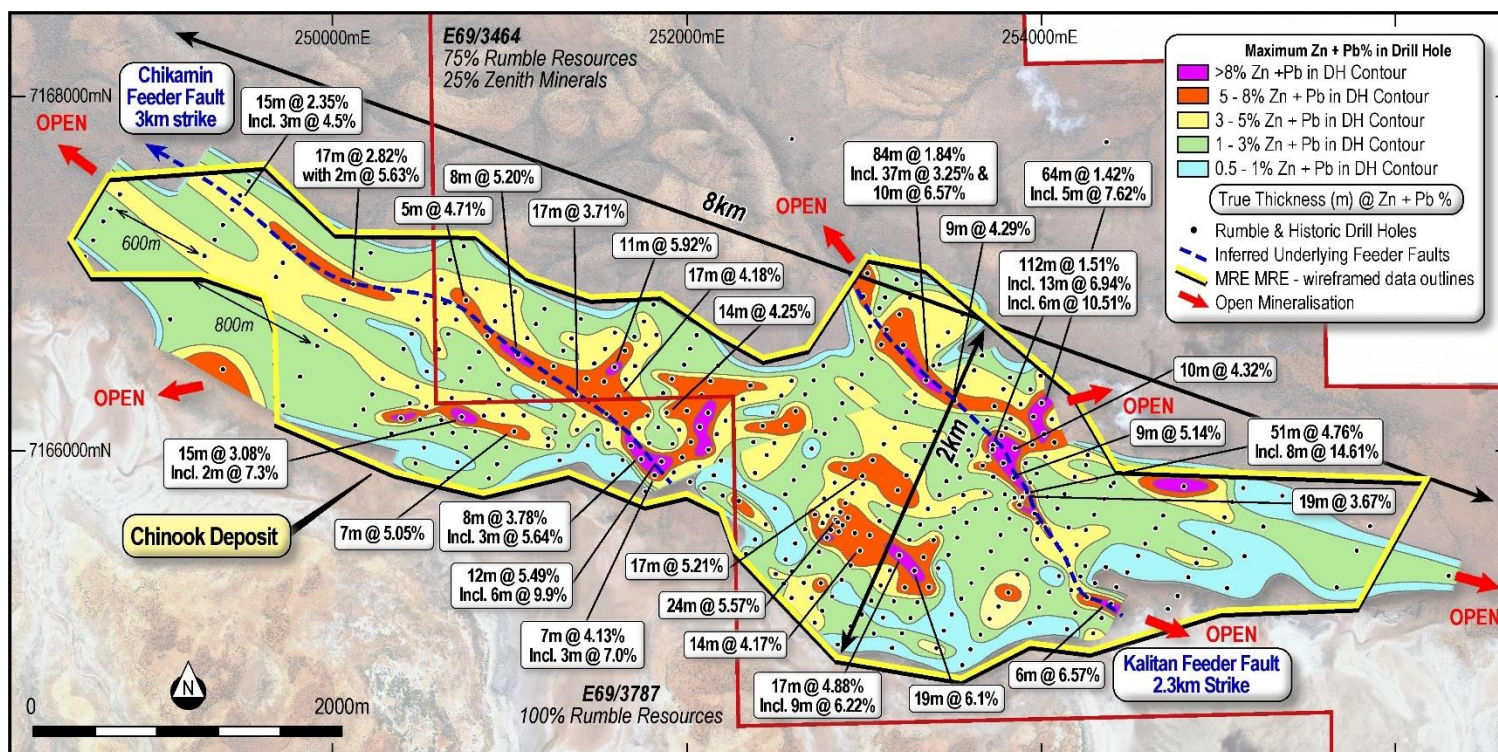 250000mE
252000mE
254000mE
7168000mN
7166000mN
E69/3464
75% Rumble Resources
25% Zenith Minerals
Maximum Zn + Pb% in Drill Hole
>8% Zn +Pb in DH Contour
5 - 8% Zn + Pb in DH Contour
3 - 5% Zn + Pb in DH Contour
1 - 3% Zn + Pb in DH Contour
0.5 - 1% Zn + Pb in DH Contour
True Thickness (m) @ Zn + Pb %
Rumble & Historic Drill Holes
Inferred Underlying Feeder Faults
MRE MRE - wireframed data outlines
Open Mineralisation
Chikamin
Feeder Fault
3km strike
OPEN
15m @ 2.35%
Incl. 3m @ 4.5%
17m @ 2.82%
with 2m @ 5.63%
8m @ 5.20%
5m @ 4.71%
17m @ 3.71%
11m @ 5.92%
17m @ 4.18%
14m @ 4.25%
8km
OPEN
84m @ 1.84%
Incl. 37m @ 3.25% &
10m @ 6.57%
64m @ 1.42%
Incl. 5m @ 7.62%
9m @ 4.29%
112m @ 1.51%
Incl. 13m @ 6.94%
Incl. 6m @ 10.51%
600m
800m
OPEN
2km
10m @ 4.32%
OPEN
9m @ 5.14%
51m @ 4.76%
Incl. 8m @ 14.61%
19m @ 3.67%
15m @ 3.08%
Incl. 2m @ 7.3%
Chinook Deposit
7m @ 5.05%
8m @ 3.78%
Incl. 3m @ 5.64%
12m @ 5.49%
Incl. 6m @ 9.9%
7m @ 4.13%
Incl. 3m @ 7.0%
17m @ 5.21%
24m @ 5.57%
14m @ 4.17%
17m @ 4.88%
Incl. 9m @ 6.22%
19m @ 6.1%
6m @ 6.57%
OPEN
OPEN
Kalitan Feeder Fault
2.3km Strike
E69/3787
100% Rumble Resources
N
0
2000m